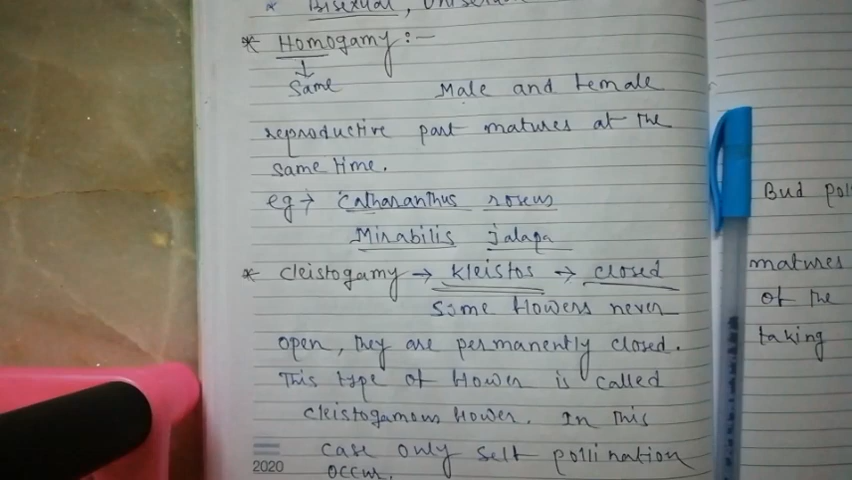 * Bisexual,
* Homogamy :-
↓
Same
Male and female
reproductive part matures at the
same time.
eg → Catharanthus roseus
Mirabilis jalapa
* Cleistogamy → Kleistos → closed
Some flowers never
open, they are permanently closed.
This type of flower is called
cleistogamous flower. In this
case only self pollination
occur.
2020
Bud
matures
of the
taking